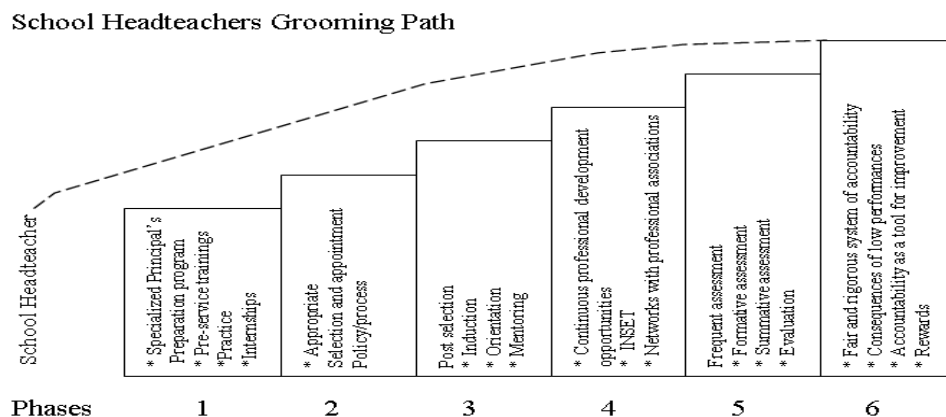 School Headteachers Grooming Path
School Headteacher
* Specialized Principal's
Preparation program
* Pre-service trainings
*Practice
*Internships
* Appropriate
Selection and appointment
Policy/process
Post selection
* Induction
* Orientation
* Mentoring
* Continuous professional development
opportunities
* INSET
* Networks with professional associations
Frequent assessment
* Formative assessment
* Summative assessment
* Evaluation
* Fair and rigorous system of accountability
* Consequences of low performances
* Accountability as a tool for improvement
* Rewards
Phases 1 2 3 4 5 6